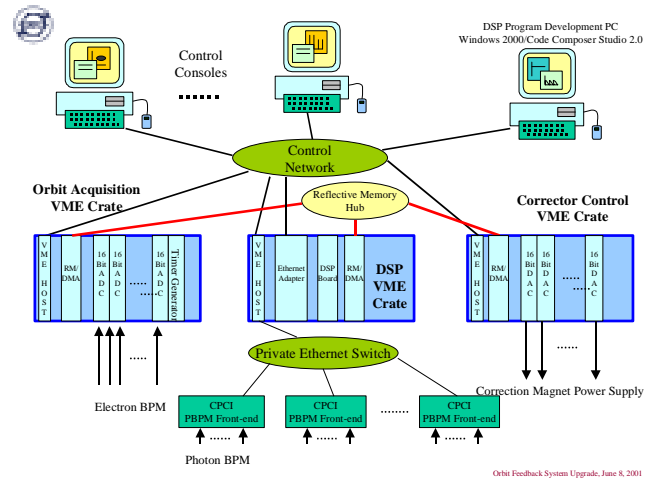 DSP Program Development PC
Windows 2000/Code Composer Studio 2.0
Control
Consoles
Control
Network
Orbit Acquisition
VME Crate
Reflective Memory
Hub
Corrector Control
VME Crate
VME HOST
RM/
DMA
16
Bit
ADC
16
Bit
ADC
......
......
16
Bit
ADC
Timer Generator
VME HOST
Ethernet
Adapter
DSP
Board
RM/
DMA
DSP
VME
Crate
VME HOST
RM/
DMA
16
Bit
DAC
16
Bit
DAC
.....
.....
16
Bit
DAC
.....
......
Private Ethernet Switch
Electron BPM
Correction Magnet Power Supply
CPCI
PBPM Front-end
CPCI
PBPM Front-end
........
CPCI
PBPM Front-end
......
......
......
Photon BPM
Orbit Feedback System Upgrade, June 8, 2001